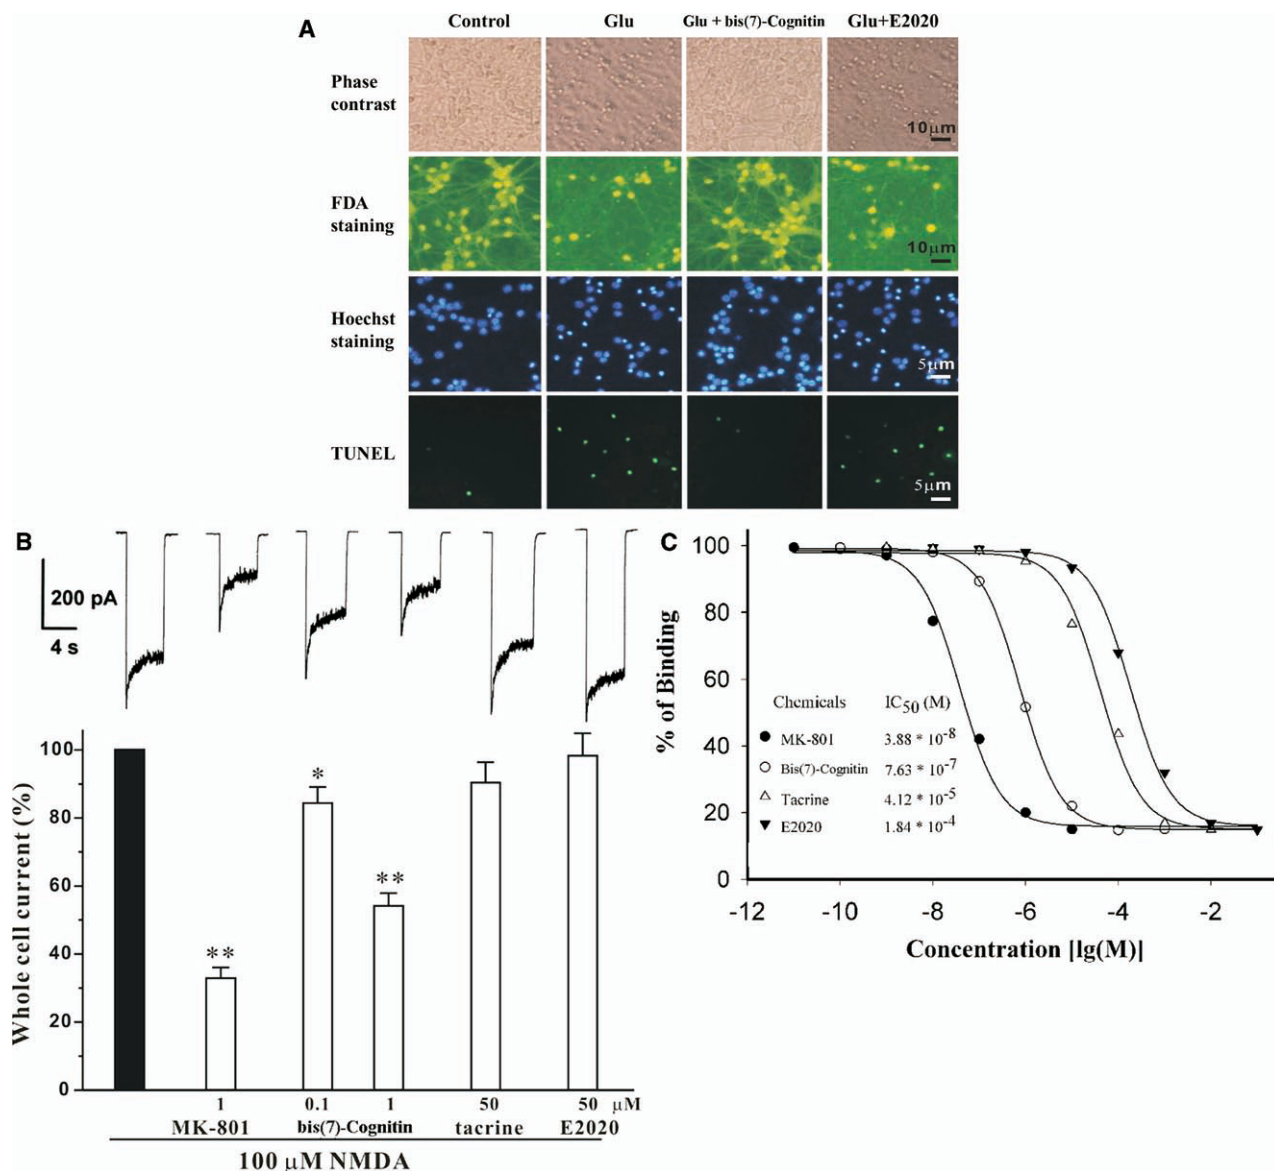 A
Control Glu Glu + bis(7)-Cognitin Glu+E2020
Phase
contrast
10μm 10μm
FDA
staining
10μm 10μm
Hoechst
staining
5μm 5μm
TUNEL
5μm 5μm
B
200 pA
4 s
Whole cell current (%)
100
80
60
40
20
0
**
*
**
1 0.1 1 50 50 μM
MK-801 bis(7)-Cognitin tacrine E2020
100 μM NMDA
C
% of Binding
100
80
60
40
20
0
Chemicals IC50 (M)
MK-801 3.88 * 10-8
Bis(7)-Cognitin 7.63 * 10-7
Tacrine 4.12 * 10-5
E2020 1.84 * 10-4
-12 -10 -8 -6 -4 -2
Concentration [lg(M)]